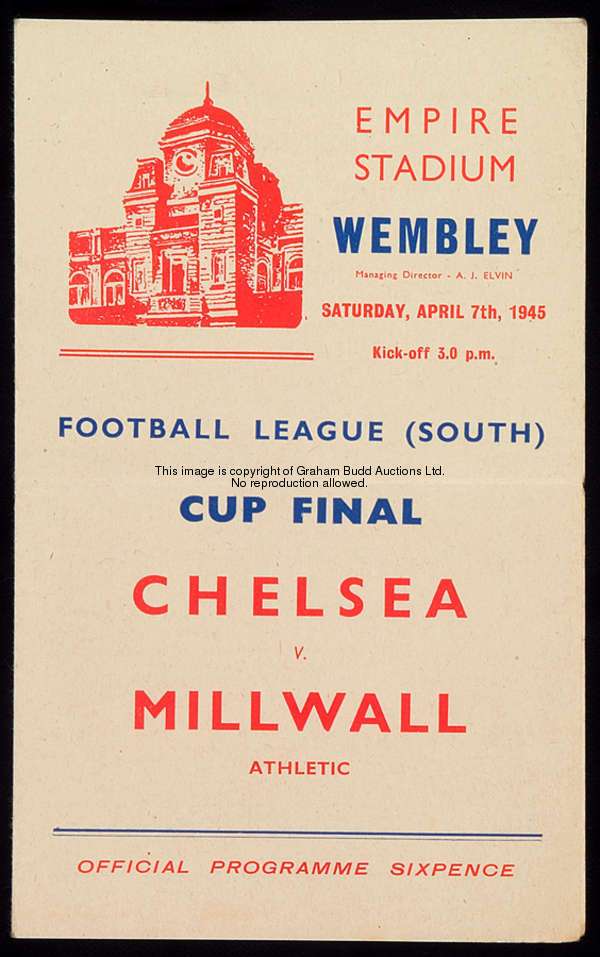 EMPIRE
STADIUM
WEMBLEY
Managing Director - A. J. ELVIN
SATURDAY, APRIL 7th, 1945
Kick-off 3.0 p.m.
FOOTBALL LEAGUE (SOUTH)
This image is copyright of Graham Budd Auctions Ltd.
No reproduction allowed.
CUP FINAL
CHELSEA
V.
MILLWALL
ATHLETIC
OFFICIAL PROGRAMME SIXPENCE